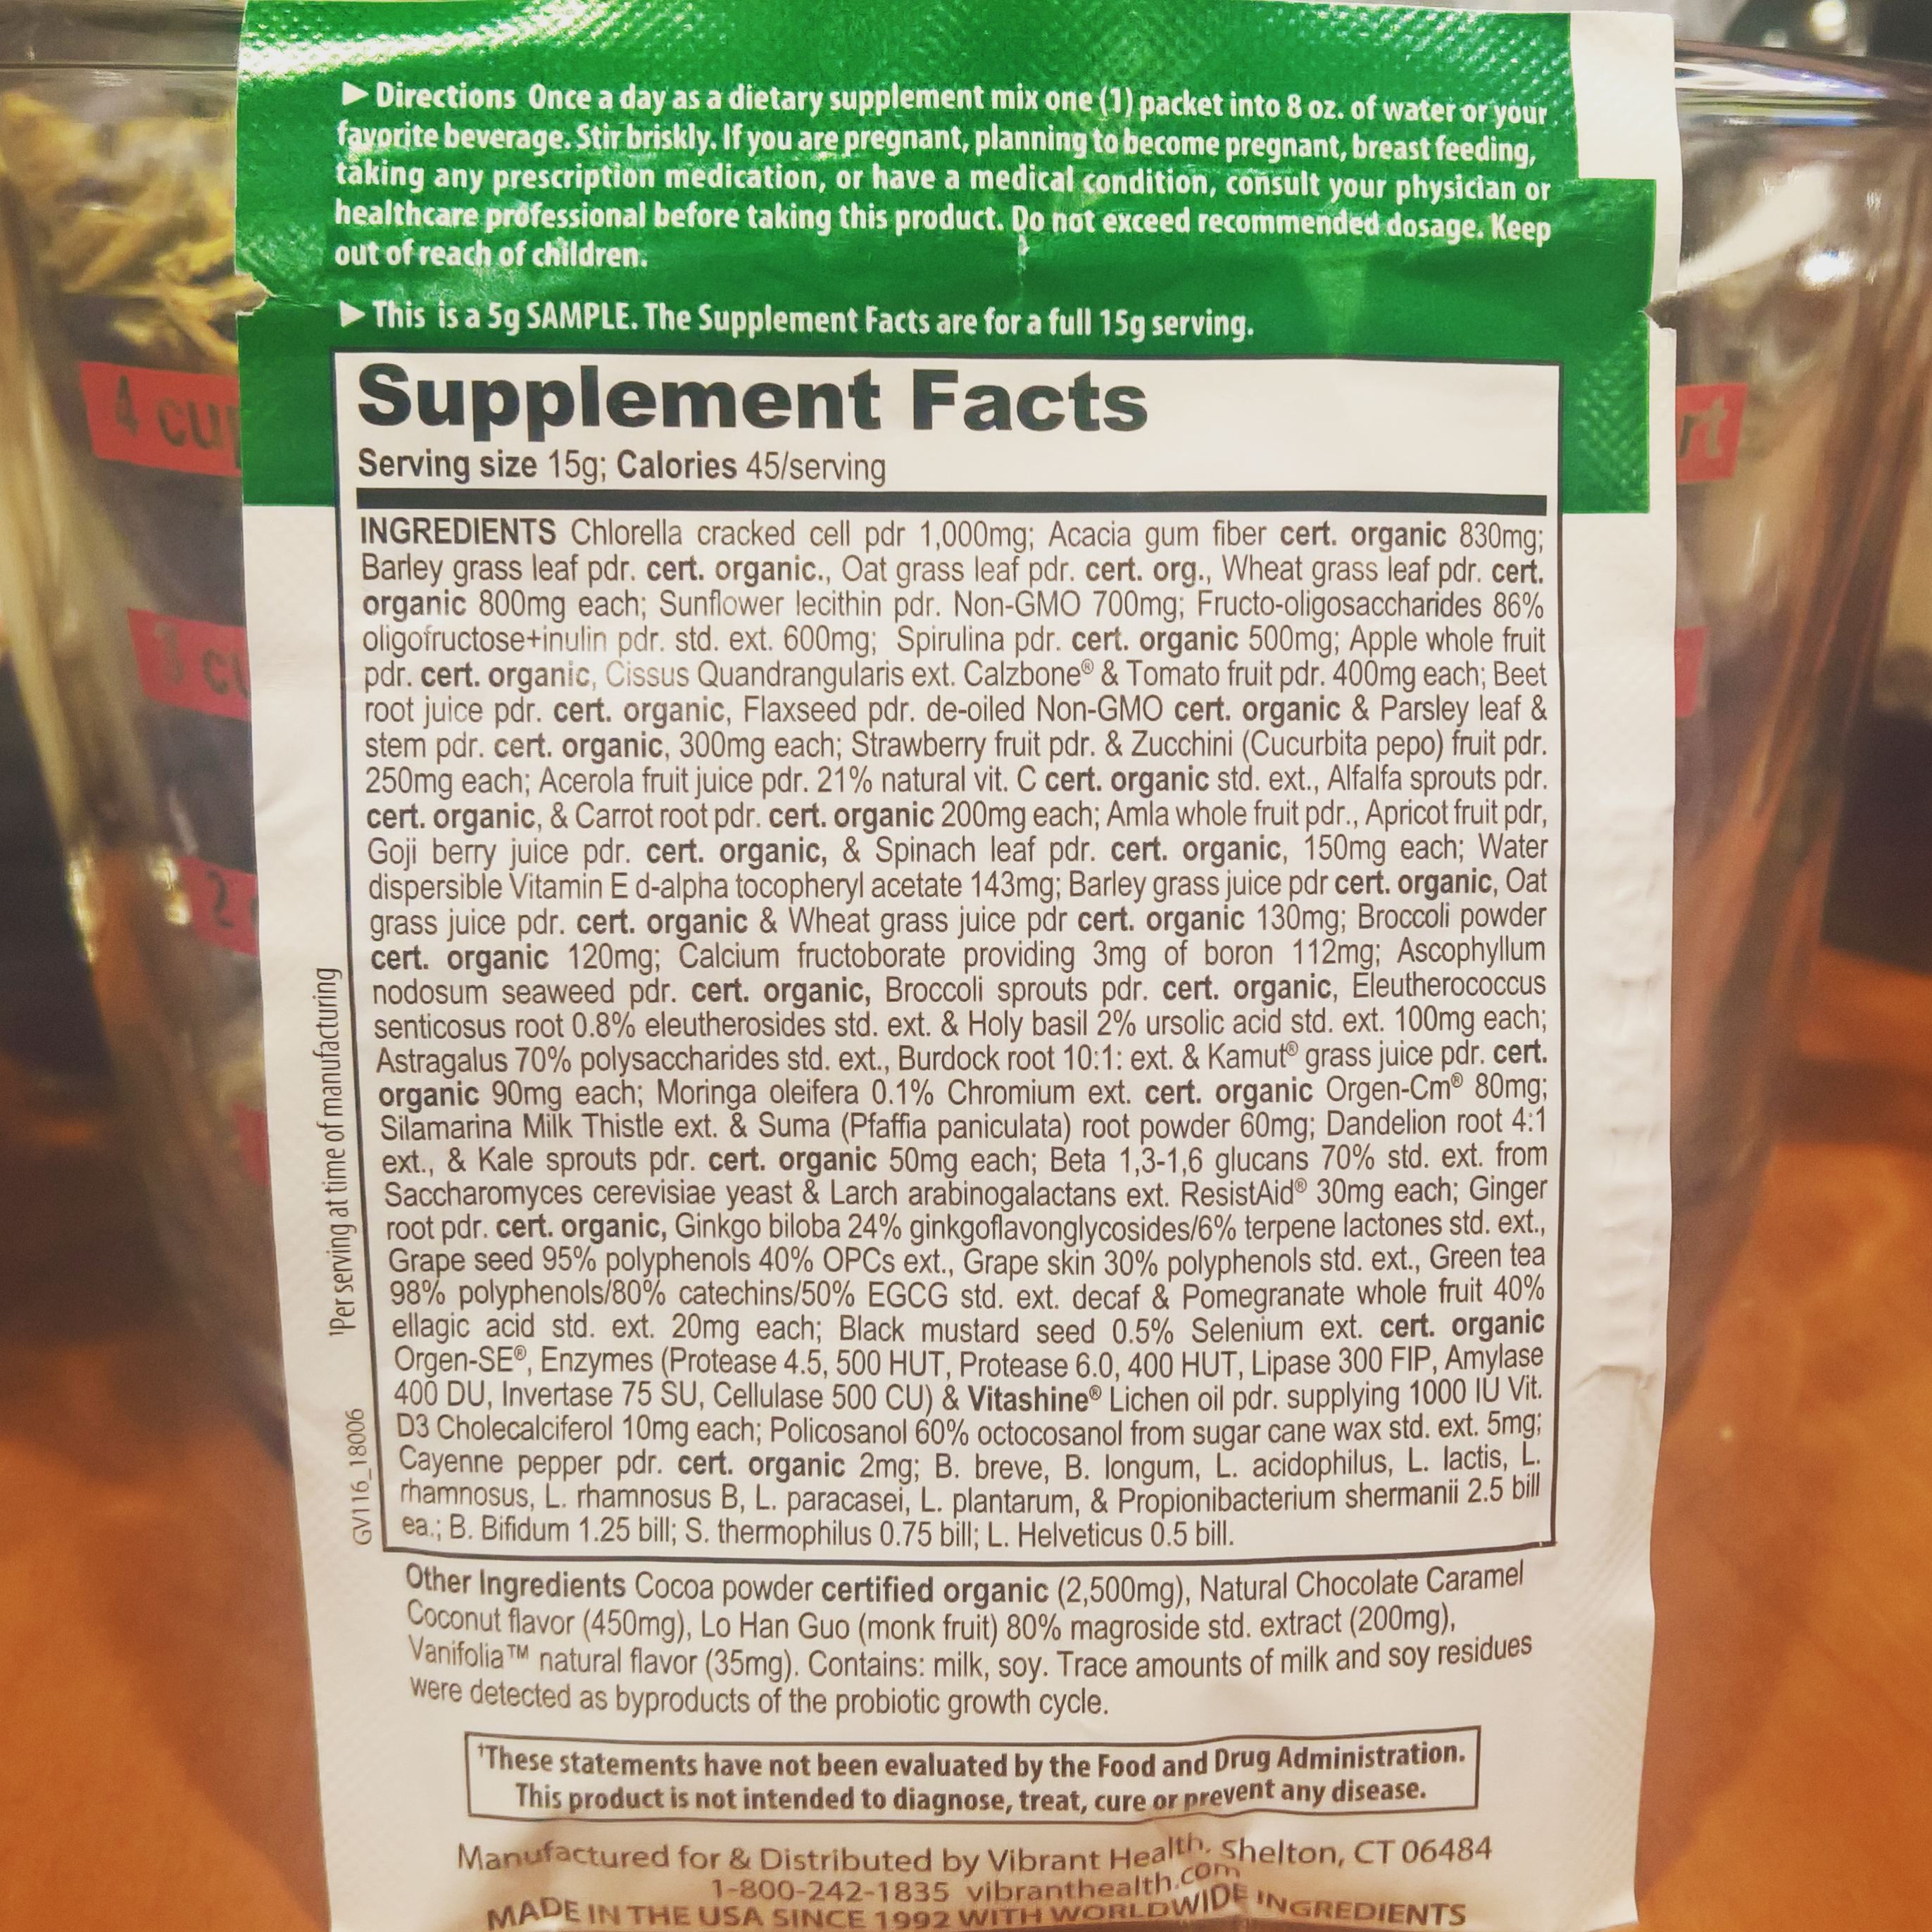 ▶ Directions Once a day as a dietary supplement mix one (1) packet into 8 oz. of water or your
favorite beverage. Stir briskly. If you are pregnant, planning to become pregnant, breast feeding,
taking any prescription medication, or have a medical condition, consult your physician or
healthcare professional before taking this product. Do not exceed recommended dosage. Keep
out of reach of children.
▶ This is a 5g SAMPLE. The Supplement Facts are for a full 15g serving.
Supplement Facts
Serving size 15g; Calories 45/serving
INGREDIENTS Chlorella cracked cell pdr 1,000mg; Acacia gum fiber cert. organic 830mg;
Barley grass leaf pdr. cert. organic., Oat grass leaf pdr. cert. org., Wheat grass leaf pdr. cert.
organic 800mg each; Sunflower lecithin pdr. Non-GMO 700mg; Fructo-oligosaccharides 86%
oligofructose+inulin pdr. std. ext. 600mg; Spirulina pdr. cert. organic 500mg; Apple whole fruit
pdr. cert. organic, Cissus Quandrangularis ext. Calzbone® & Tomato fruit pdr. 400mg each; Beet
root juice pdr. cert. organic, Flaxseed pdr. de-oiled Non-GMO cert. organic & Parsley leaf &
stem pdr. cert. organic, 300mg each; Strawberry fruit pdr. & Zucchini (Cucurbita pepo) fruit pdr.
250mg each; Acerola fruit juice pdr. 21% natural vit. C cert. organic std. ext., Alfalfa sprouts pdr.
cert. organic, & Carrot root pdr. cert. organic 200mg each; Amla whole fruit pdr., Apricot fruit pdr,
Goji berry juice pdr. cert. organic, & Spinach leaf pdr. cert. organic, 150mg each; Water
dispersible Vitamin E d-alpha tocopheryl acetate 143mg; Barley grass juice pdr cert. organic, Oat
grass juice pdr. cert. organic & Wheat grass juice pdr cert. organic 130mg; Broccoli powder
cert. organic 120mg; Calcium fructoborate providing 3mg of boron 112mg; Ascophyllum
nodosum seaweed pdr. cert. organic, Broccoli sprouts pdr. cert. organic, Eleutherococcus
senticosus root 0.8% eleutherosides std. ext. & Holy basil 2% ursolic acid std. ext. 100mg each;
Astragalus 70% polysaccharides std. ext., Burdock root 10:1: ext. & Kamut® grass juice pdr. cert.
organic 90mg each; Moringa oleifera 0.1% Chromium ext. cert. organic Orgen-Cm® 80mg;
Silamarina Milk Thistle ext. & Suma (Pfaffia paniculata) root powder 60mg; Dandelion root 4:1
ext., & Kale sprouts pdr. cert. organic 50mg each; Beta 1,3-1,6 glucans 70% std. ext. from
Saccharomyces cerevisiae yeast & Larch arabinogalactans ext. ResistAid® 30mg each; Ginger
root pdr. cert. organic, Ginkgo biloba 24% ginkgoflavonglycosides/6% terpene lactones std. ext.,
Grape seed 95% polyphenols 40% OPCs ext., Grape skin 30% polyphenols std. ext., Green tea
98% polyphenols/80% catechins/50% EGCG std. ext. decaf & Pomegranate whole fruit 40%
ellagic acid std. ext. 20mg each; Black mustard seed 0.5% Selenium ext. cert. organic
Orgen-SE®, Enzymes (Protease 4.5, 500 HUT, Protease 6.0, 400 HUT, Lipase 300 FIP, Amylase
400 DU, Invertase 75 SU, Cellulase 500 CU) & Vitashine® Lichen oil pdr. supplying 1000 IU Vit.
D3 Cholecalciferol 10mg each; Policosanol 60% octocosanol from sugar cane wax std. ext. 5mg;
Cayenne pepper pdr. cert. organic 2mg; B. breve, B. longum, L. acidophilus, L. lactis, L.
rhamnosus, L. rhamnosus B, L. paracasei, L. plantarum, & Propionibacterium shermanii 2.5 bill
ea.; B. Bifidum 1.25 bill; S. thermophilus 0.75 bill; L. Helveticus 0.5 bill.
¹Per serving at time of manufacturing
GV116_18006
Other Ingredients Cocoa powder certified organic (2,500mg), Natural Chocolate Caramel
Coconut flavor (450mg), Lo Han Guo (monk fruit) 80% magroside std. extract (200mg),
Vanifolia™ natural flavor (35mg). Contains: milk, soy. Trace amounts of milk and soy residues
were detected as byproducts of the probiotic growth cycle.
†These statements have not been evaluated by the Food and Drug Administration.
This product is not intended to diagnose, treat, cure or prevent any disease.
Manufactured for & Distributed by Vibrant Health, Shelton, CT 06484
1-800-242-1835 vibranthealth.com
MADE IN THE USA SINCE 1992 WITH WORLDWIDE INGREDIENTS
4 cu
3 cu
2
rt